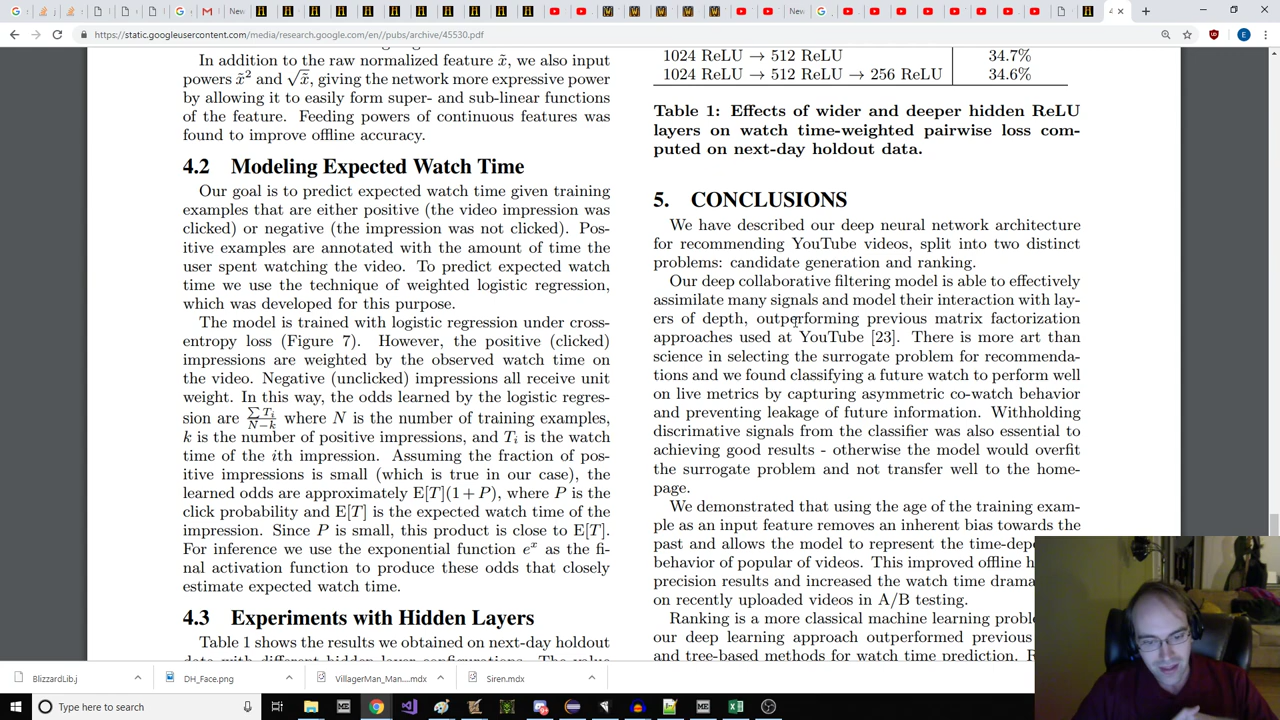 New
New
4
https://static.googleusercontent.com/media/research.google.com/en//pubs/archive/45530.pdf
In addition to the raw normalized feature x̃, we also input
powers x̃² and √x̃, giving the network more expressive power
by allowing it to easily form super- and sub-linear functions
of the feature. Feeding powers of continuous features was
found to improve offline accuracy.
4.2 Modeling Expected Watch Time
Our goal is to predict expected watch time given training
examples that are either positive (the video impression was
clicked) or negative (the impression was not clicked). Pos-
itive examples are annotated with the amount of time the
user spent watching the video. To predict expected watch
time we use the technique of weighted logistic regression,
which was developed for this purpose.
The model is trained with logistic regression under cross-
entropy loss (Figure 7). However, the positive (clicked)
impressions are weighted by the observed watch time on
the video. Negative (unclicked) impressions all receive unit
weight. In this way, the odds learned by the logistic regres-
sion are ∑Tᵢ/N−k where N is the number of training examples,
k is the number of positive impressions, and Tᵢ is the watch
time of the ith impression. Assuming the fraction of pos-
itive impressions is small (which is true in our case), the
learned odds are approximately E[T](1 + P), where P is the
click probability and E[T] is the expected watch time of the
impression. Since P is small, this product is close to E[T].
For inference we use the exponential function eˣ as the fi-
nal activation function to produce these odds that closely
estimate expected watch time.
4.3 Experiments with Hidden Layers
Table 1 shows the results we obtained on next-day holdout
1024 ReLU → 512 ReLU 34.7%
1024 ReLU → 512 ReLU → 256 ReLU 34.6%
Table 1: Effects of wider and deeper hidden ReLU
layers on watch time-weighted pairwise loss com-
puted on next-day holdout data.
5. CONCLUSIONS
We have described our deep neural network architecture
for recommending YouTube videos, split into two distinct
problems: candidate generation and ranking.
Our deep collaborative filtering model is able to effectively
assimilate many signals and model their interaction with lay-
ers of depth, outperforming previous matrix factorization
approaches used at YouTube [23]. There is more art than
science in selecting the surrogate problem for recommenda-
tions and we found classifying a future watch to perform well
on live metrics by capturing asymmetric co-watch behavior
and preventing leakage of future information. Withholding
discrimative signals from the classifier was also essential to
achieving good results - otherwise the model would overfit
the surrogate problem and not transfer well to the home-
page.
We demonstrated that using the age of the training exam-
ple as an input feature removes an inherent bias towards the
past and allows the model to represent the time-depe
behavior of popular of videos. This improved offline h
precision results and increased the watch time drama
on recently uploaded videos in A/B testing.
Ranking is a more classical machine learning proble
our deep learning approach outperformed previous
and tree-based methods for watch time prediction. R
BlizzardLib.j
DH_Face.png
VillagerMan_Man....mdx
Siren.mdx
Type here to search